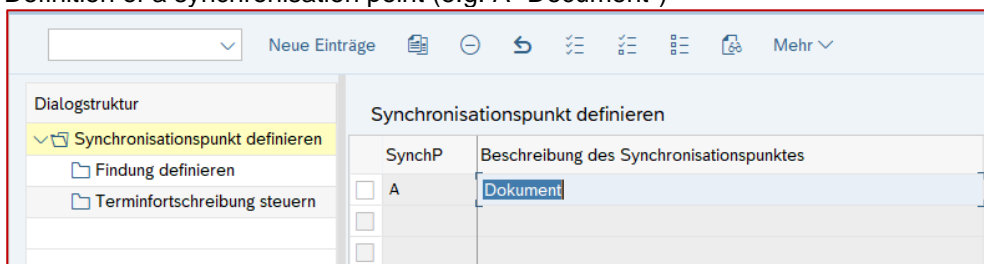 Definition of a synchronisation point (e.g. A "Document")
Neue Einträge Mehr
Dialogstruktur
Synchronisationspunkt definieren
Findung definieren
Terminfortschreibung steuern
Synchronisationspunkt definieren
SynchP Beschreibung des Synchronisationspunktes
A Dokument